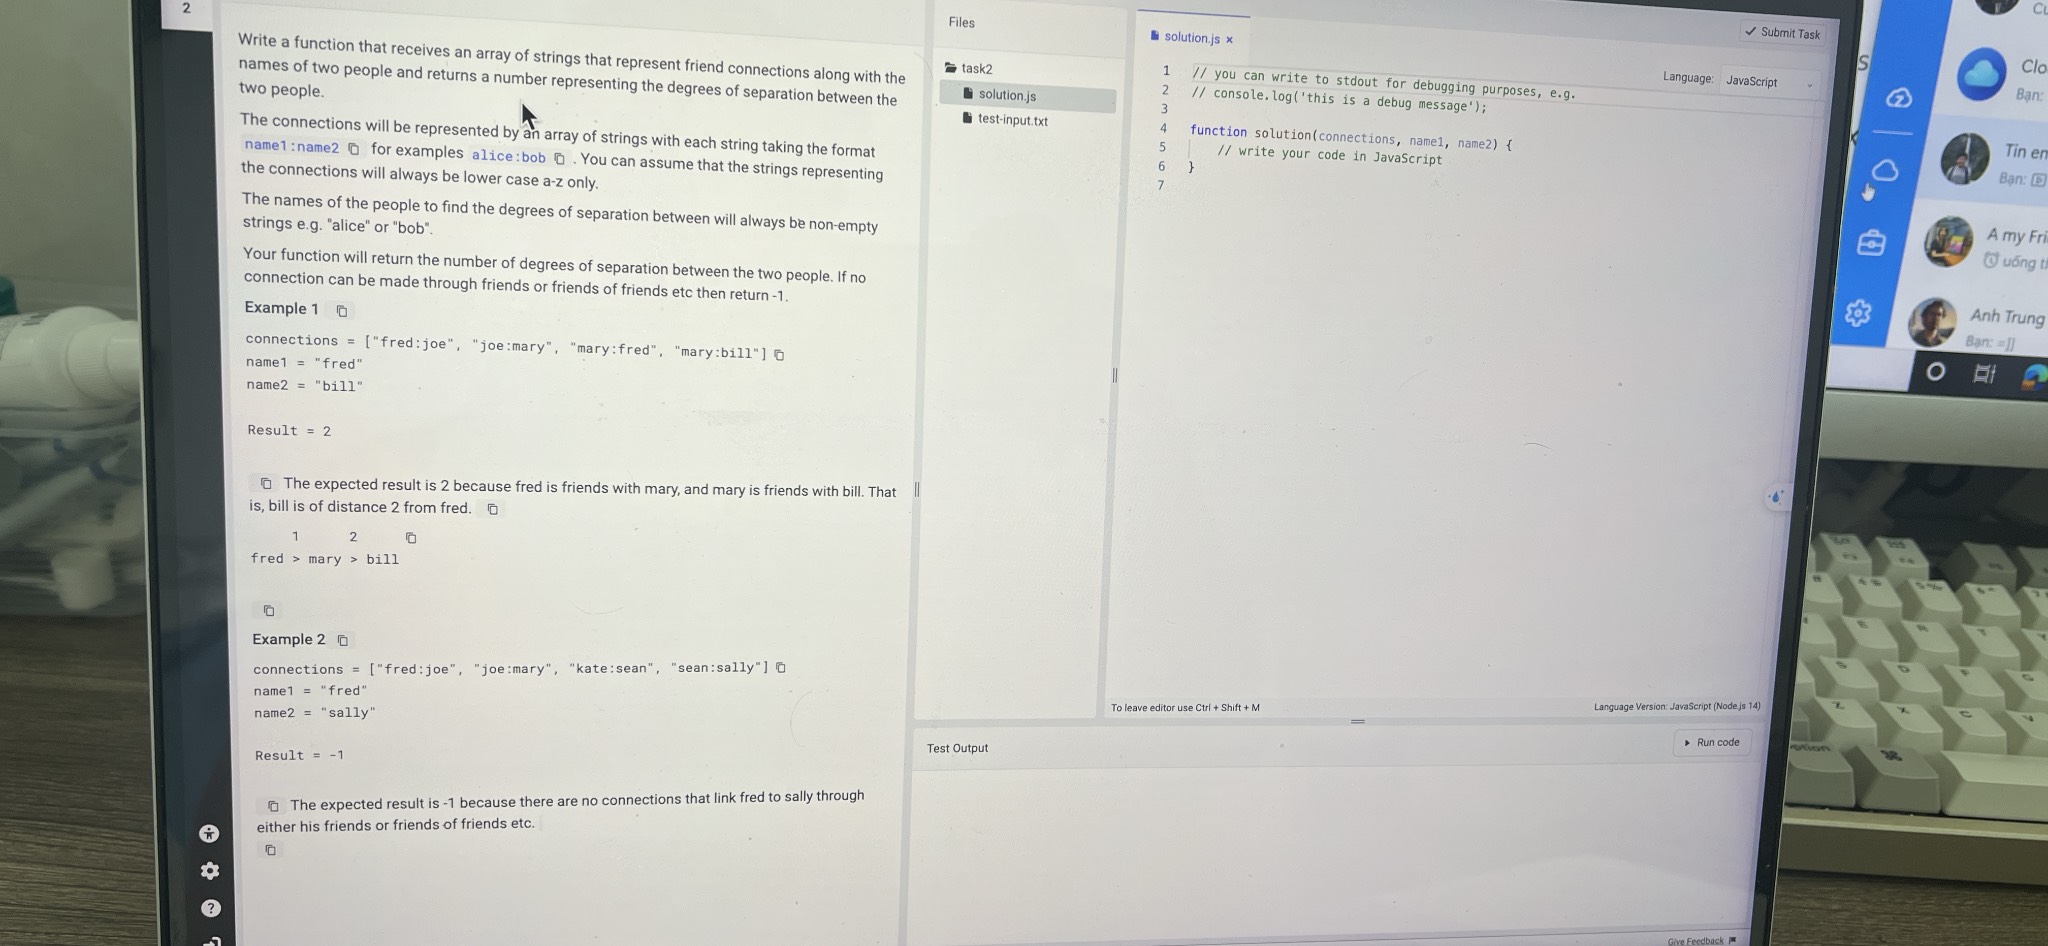 2
Write a function that receives an array of strings that represent friend connections along with the
names of two people and returns a number representing the degrees of separation between the
two people.
The connections will be represented by an array of strings with each string taking the format
name1:name2 for examples alice:bob . You can assume that the strings representing
the connections will always be lower case a-z only.
The names of the people to find the degrees of separation between will always be non-empty
strings e.g. "alice" or "bob".
Your function will return the number of degrees of separation between the two people. If no
connection can be made through friends or friends of friends etc then return -1.
Example 1
connections = ["fred:joe", "joe:mary", "mary:fred", "mary:bill"]
name1 = "fred"
name2 = "bill"
Result = 2
The expected result is 2 because fred is friends with mary, and mary is friends with bill. That
is, bill is of distance 2 from fred.
1 2
fred > mary > bill
Example 2
connections = ["fred:joe", "joe:mary", "kate:sean", "sean:sally"]
name1 = "fred"
name2 = "sally"
Result = -1
The expected result is -1 because there are no connections that link fred to sally through
either his friends or friends of friends etc.
?
Files
task2
solution.js
test-input.txt
solution.js x
Submit Task
Language: JavaScript
1 // you can write to stdout for debugging purposes, e.g.
2 // console.log('this is a debug message');
3
4 function solution(connections, name1, name2) {
5 // write your code in JavaScript
6 }
7
To leave editor use Ctrl + Shift + M
Language Version: JavaScript (Node.js 14)
Test Output
Run code
Give Feedback
Clo
Bạn:
Tin en
Bạn:
A my Fri
uống t
Anh Trung
Bạn: =]]
option
⌘